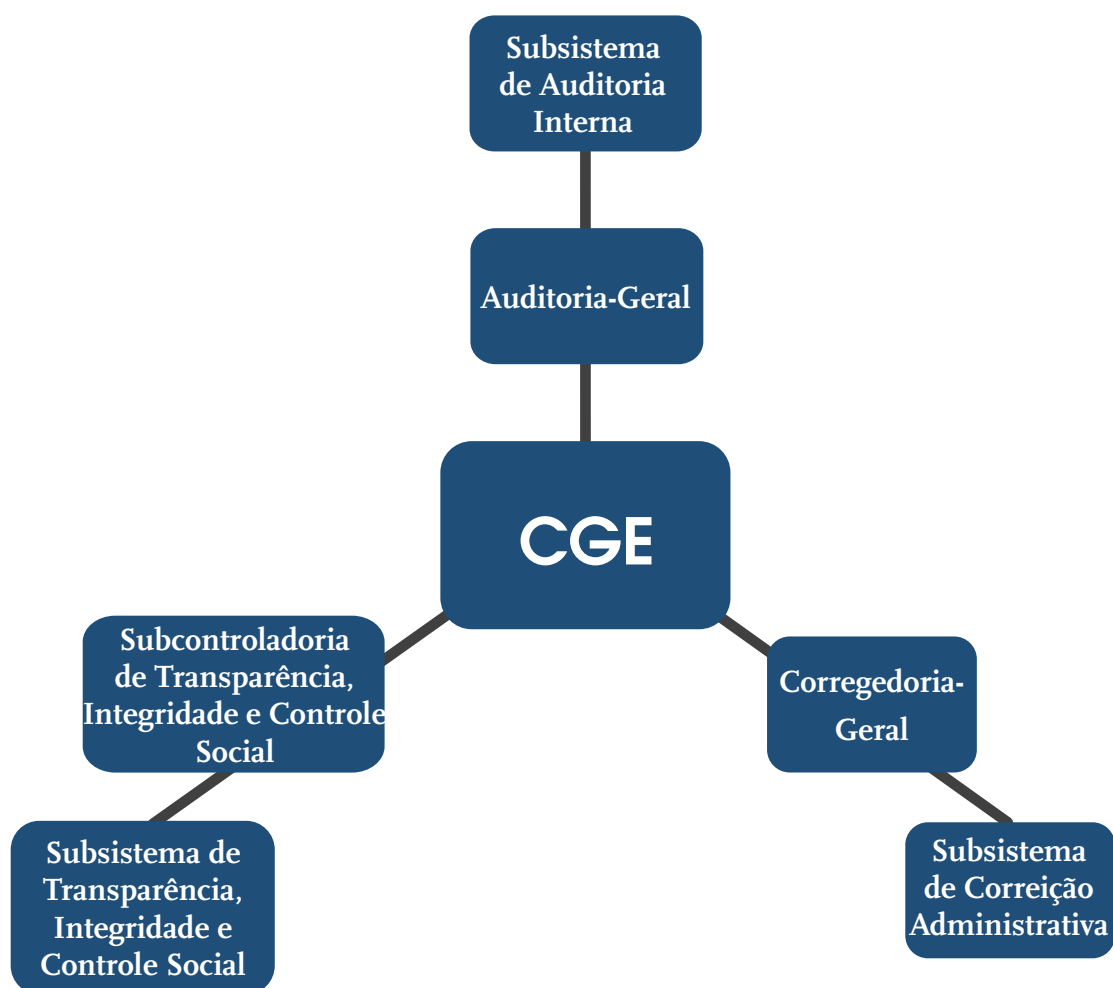 Subsistema
de Auditoria
Interna
Auditoria-Geral
CGE
Subcontroladoria
de Transparência,
Integridade e Controle
Social
Corregedoria-
Geral
Subsistema de
Transparência,
Integridade e
Controle Social
Subsistema
de Correição
Administrativa